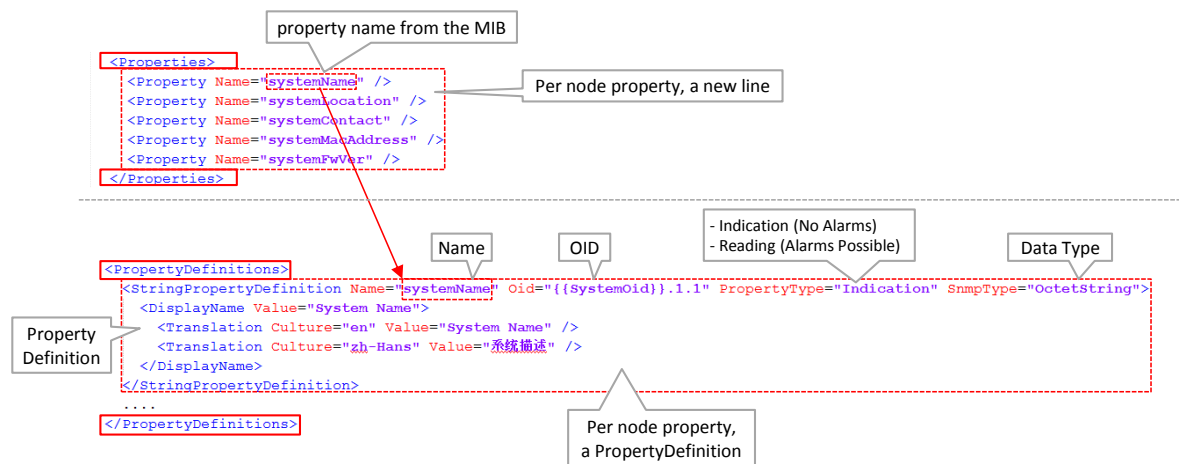 property name from the MIB
<Properties>
<Property Name="systemName" />
Per node property, a new line
<Property Name="systemLocation" />
<Property Name="systemContact" />
<Property Name="systemMacAddress" />
<Property Name="systemFwVer" />
</Properties>
- Indication (No Alarms)
- Reading (Alarms Possible)
Name
OID
Data Type
<PropertyDefinitions>
<StringPropertyDefinition Name="systemName" Oid="{{SystemOid}}.1.1" PropertyType="Indication" SnmpType="OctetString">
<DisplayName Value="System Name">
<Translation Culture="en" Value="System Name" />
<Translation Culture="zh-Hans" Value="系统描述" />
</DisplayName>
</StringPropertyDefinition>
Property
Definition
....
</PropertyDefinitions>
Per node property,
a PropertyDefinition